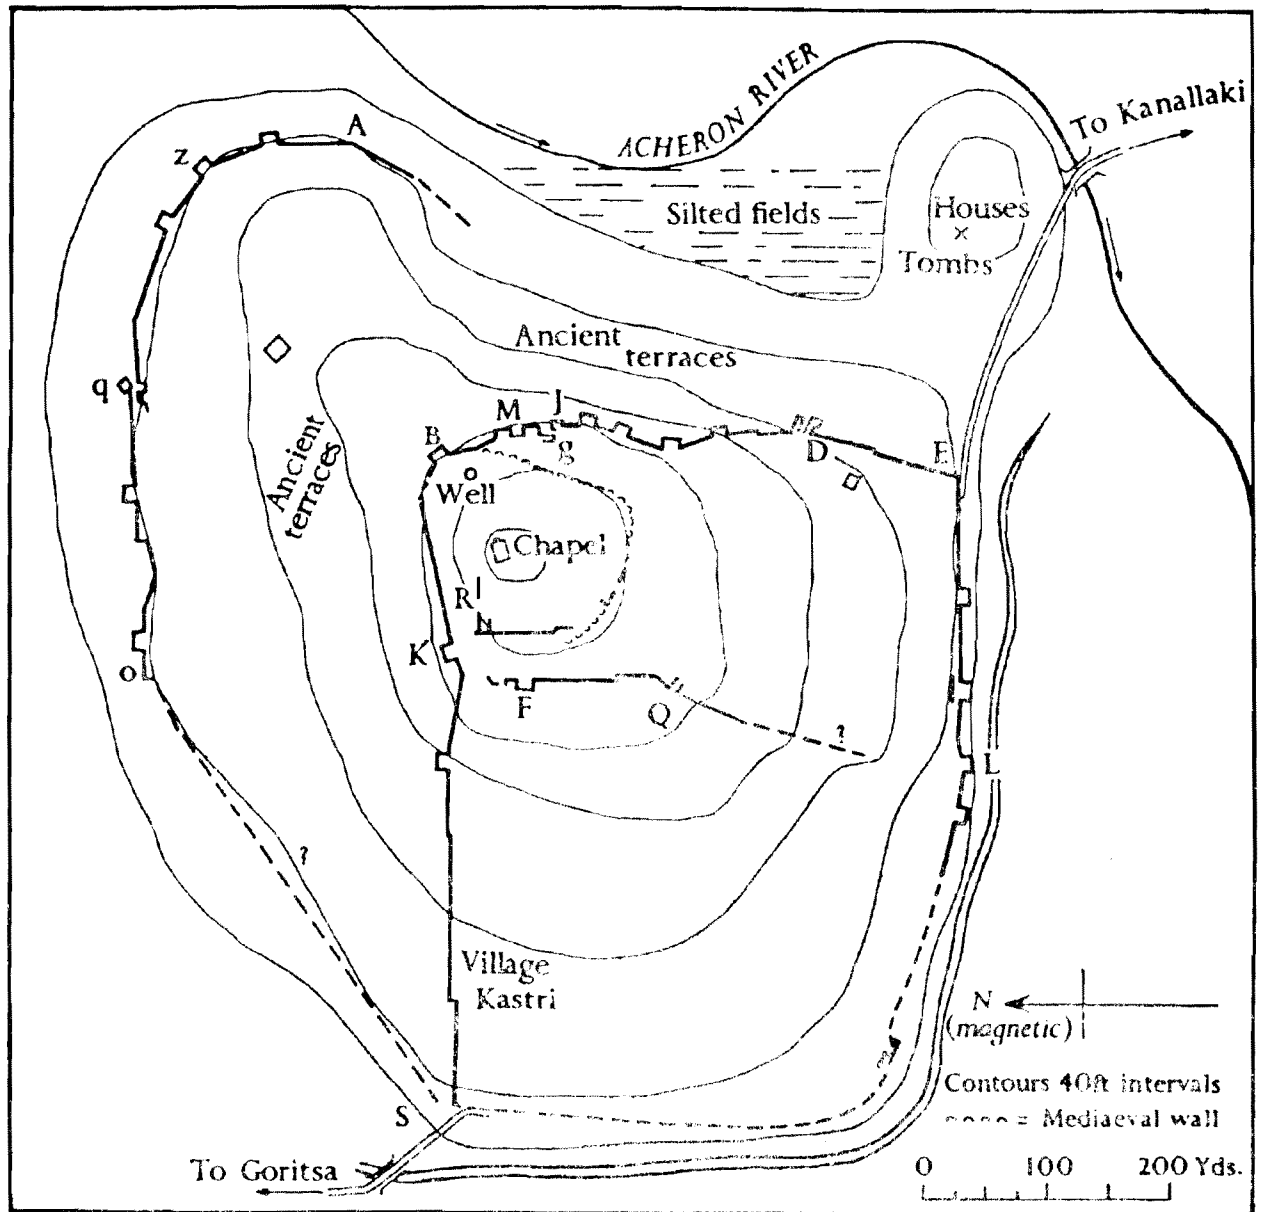 A
ACHERON RIVER
To Kanallaki
z
Silted fields
Houses
×
Tombs
Ancient
terraces
q
M
J
B
g
D
E
Ancient
terraces
Well
Chapel
R
K
o
F
Q
?
L
?
Village
Kastri
N
(magnetic)
Contours 40ft intervals
= Mediaeval wall
S
To Goritsa
0 100 200 Yds.